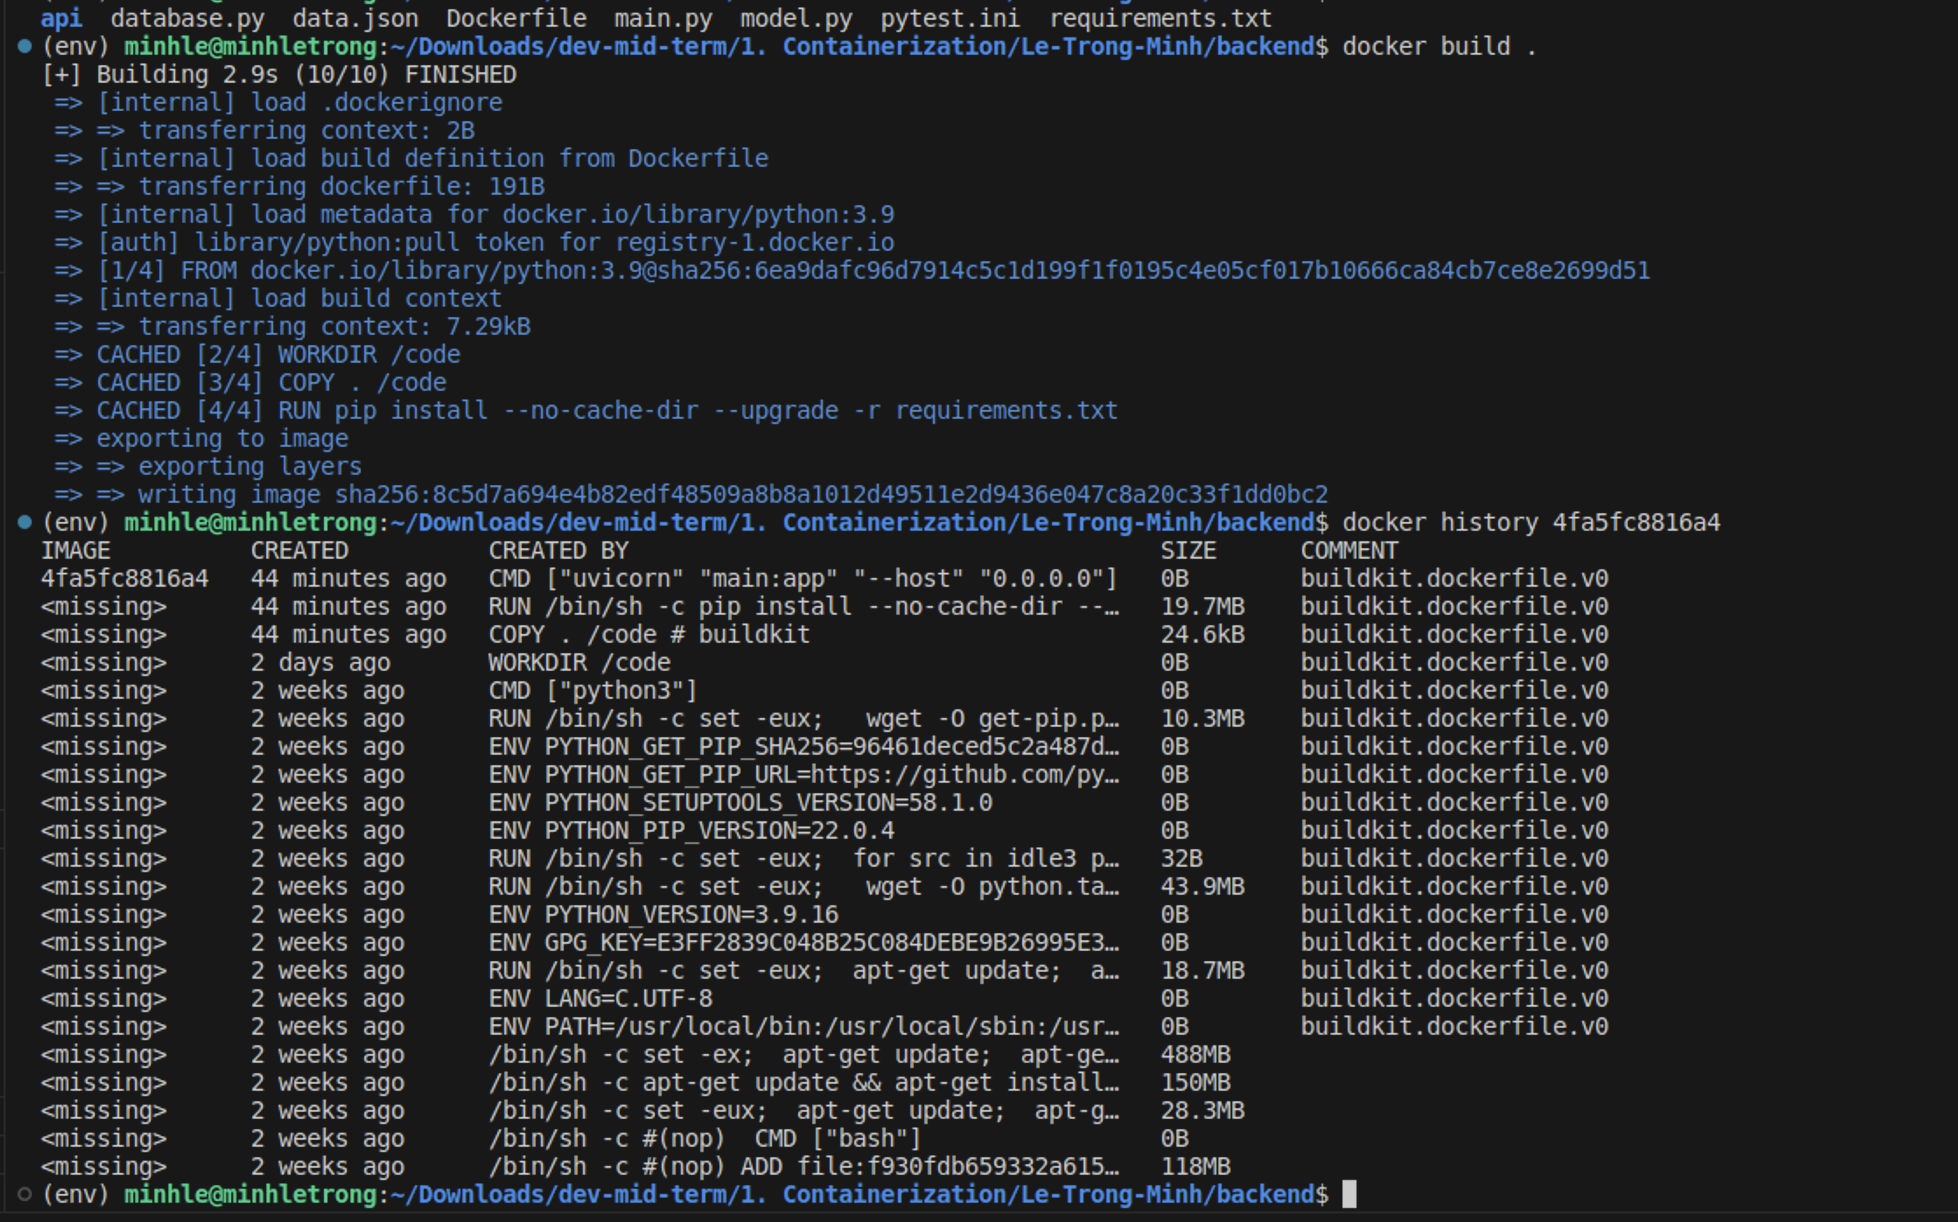 api  database.py  data.json  Dockerfile  main.py  model.py  pytest.ini  requirements.txt
(env) minhle@minhletrong:~/Downloads/dev-mid-term/1. Containerization/Le-Trong-Minh/backend$ docker build .
[+] Building 2.9s (10/10) FINISHED
=> [internal] load .dockerignore
=> => transferring context: 2B
=> [internal] load build definition from Dockerfile
=> => transferring dockerfile: 191B
=> [internal] load metadata for docker.io/library/python:3.9
=> [auth] library/python:pull token for registry-1.docker.io
=> [1/4] FROM docker.io/library/python:3.9@sha256:6ea9dafc96d7914c5c1d199f1f0195c4e05cf017b10666ca84cb7ce8e2699d51
=> [internal] load build context
=> => transferring context: 7.29kB
=> CACHED [2/4] WORKDIR /code
=> CACHED [3/4] COPY . /code
=> CACHED [4/4] RUN pip install --no-cache-dir --upgrade -r requirements.txt
=> exporting to image
=> => exporting layers
=> => writing image sha256:8c5d7a694e4b82edf48509a8b8a1012d49511e2d9436e047c8a20c33f1dd0bc2
(env) minhle@minhletrong:~/Downloads/dev-mid-term/1. Containerization/Le-Trong-Minh/backend$ docker history 4fa5fc8816a4
IMAGE          CREATED          CREATED BY                                      SIZE      COMMENT
4fa5fc8816a4   44 minutes ago   CMD ["uvicorn" "main:app" "--host" "0.0.0.0"]   0B        buildkit.dockerfile.v0
<missing>      44 minutes ago   RUN /bin/sh -c pip install --no-cache-dir --…   19.7MB    buildkit.dockerfile.v0
<missing>      44 minutes ago   COPY . /code # buildkit                         24.6kB    buildkit.dockerfile.v0
<missing>      2 days ago       WORKDIR /code                                   0B        buildkit.dockerfile.v0
<missing>      2 weeks ago      CMD ["python3"]                                 0B        buildkit.dockerfile.v0
<missing>      2 weeks ago      RUN /bin/sh -c set -eux;   wget -O get-pip.p…   10.3MB    buildkit.dockerfile.v0
<missing>      2 weeks ago      ENV PYTHON_GET_PIP_SHA256=96461deced5c2a487d…   0B        buildkit.dockerfile.v0
<missing>      2 weeks ago      ENV PYTHON_GET_PIP_URL=https://github.com/py…   0B        buildkit.dockerfile.v0
<missing>      2 weeks ago      ENV PYTHON_SETUPTOOLS_VERSION=58.1.0            0B        buildkit.dockerfile.v0
<missing>      2 weeks ago      ENV PYTHON_PIP_VERSION=22.0.4                   0B        buildkit.dockerfile.v0
<missing>      2 weeks ago      RUN /bin/sh -c set -eux;  for src in idle3 p…   32B       buildkit.dockerfile.v0
<missing>      2 weeks ago      RUN /bin/sh -c set -eux;   wget -O python.ta…   43.9MB    buildkit.dockerfile.v0
<missing>      2 weeks ago      ENV PYTHON_VERSION=3.9.16                       0B        buildkit.dockerfile.v0
<missing>      2 weeks ago      ENV GPG_KEY=E3FF2839C048B25C084DEBE9B26995E3…   0B        buildkit.dockerfile.v0
<missing>      2 weeks ago      RUN /bin/sh -c set -eux;  apt-get update;  a…   18.7MB    buildkit.dockerfile.v0
<missing>      2 weeks ago      ENV LANG=C.UTF-8                                0B        buildkit.dockerfile.v0
<missing>      2 weeks ago      ENV PATH=/usr/local/bin:/usr/local/sbin:/usr…   0B        buildkit.dockerfile.v0
<missing>      2 weeks ago      /bin/sh -c set -ex;  apt-get update;  apt-ge…   488MB
<missing>      2 weeks ago      /bin/sh -c apt-get update && apt-get install…   150MB
<missing>      2 weeks ago      /bin/sh -c set -eux;  apt-get update;  apt-g…   28.3MB
<missing>      2 weeks ago      /bin/sh -c #(nop)  CMD ["bash"]                 0B
<missing>      2 weeks ago      /bin/sh -c #(nop) ADD file:f930fdb659332a615…   118MB
(env) minhle@minhletrong:~/Downloads/dev-mid-term/1. Containerization/Le-Trong-Minh/backend$